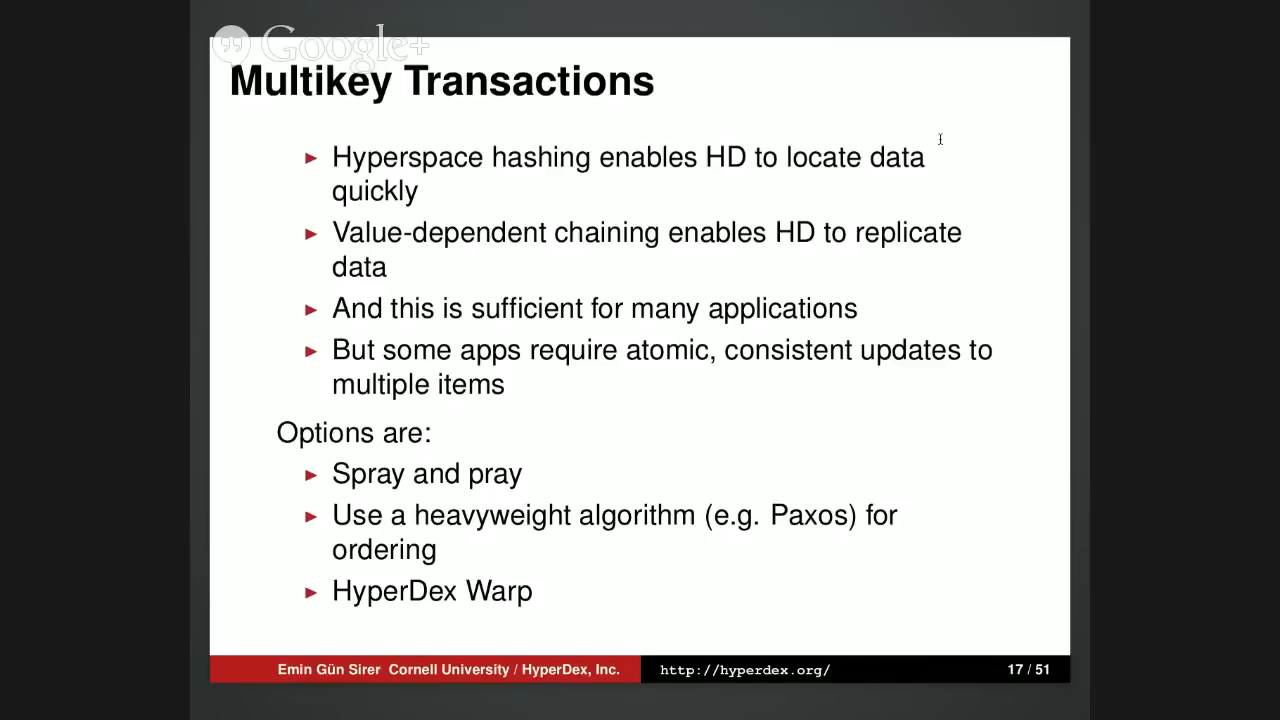 Google+
Multikey Transactions
Hyperspace hashing enables HD to locate data
quickly
Value-dependent chaining enables HD to replicate
data
And this is sufficient for many applications
But some apps require atomic, consistent updates to
multiple items
Options are:
Spray and pray
Use a heavyweight algorithm (e.g. Paxos) for
ordering
HyperDex Warp
Emin Gün Sirer Cornell University / HyperDex, Inc. http://hyperdex.org/ 17 / 51